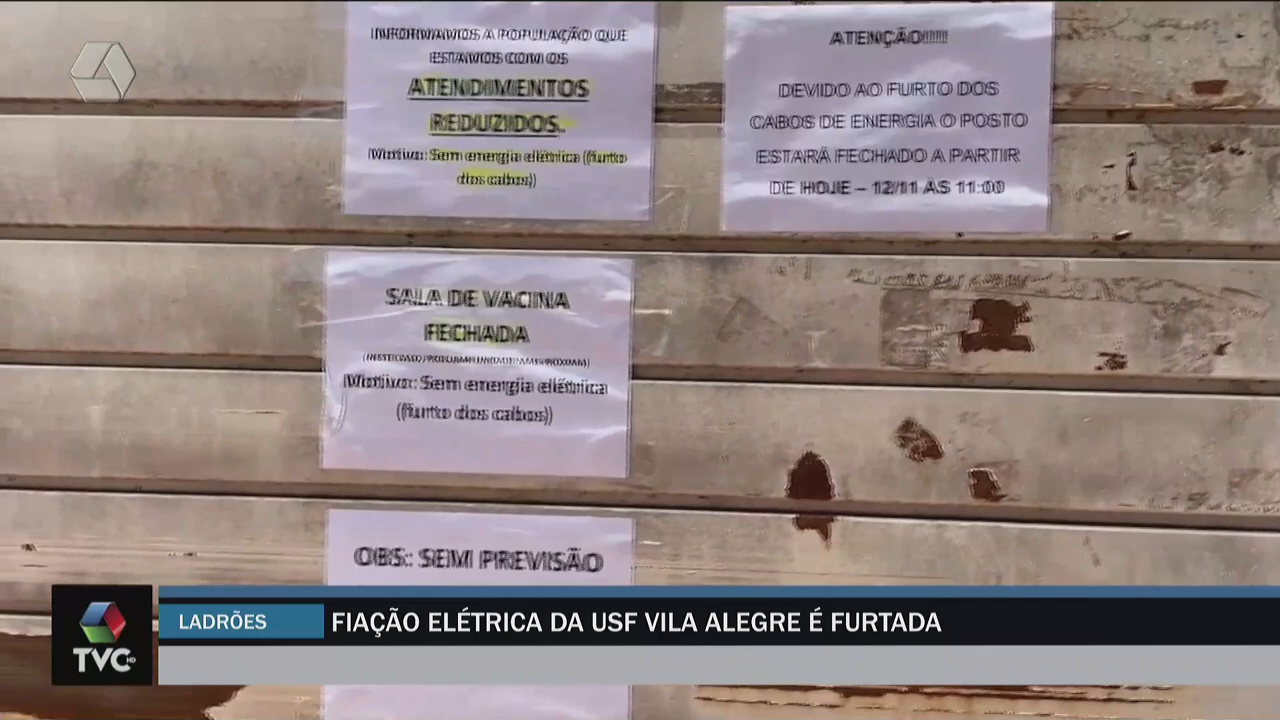 INFORMAMOS A POPULAÇÃO QUE
ESTAMOS COM OS
ATENDIMENTOS
REDUZIDOS.
Motivo: Sem energia elétrica (furto
dos cabos)
ATENÇÃO!!!!!
DEVIDO AO FURTO DOS
CABOS DE ENERGIA O POSTO
ESTARÁ FECHADO A PARTIR
DE HOJE – 12/11 ÀS 11:00
SALA DE VACINA
FECHADA
Motivo: Sem energia elétrica
(furto dos cabos)
OBS: SEM PREVISÃO
LADRÕES
FIAÇÃO ELÉTRICA DA USF VILA ALEGRE É FURTADA
TVC HD